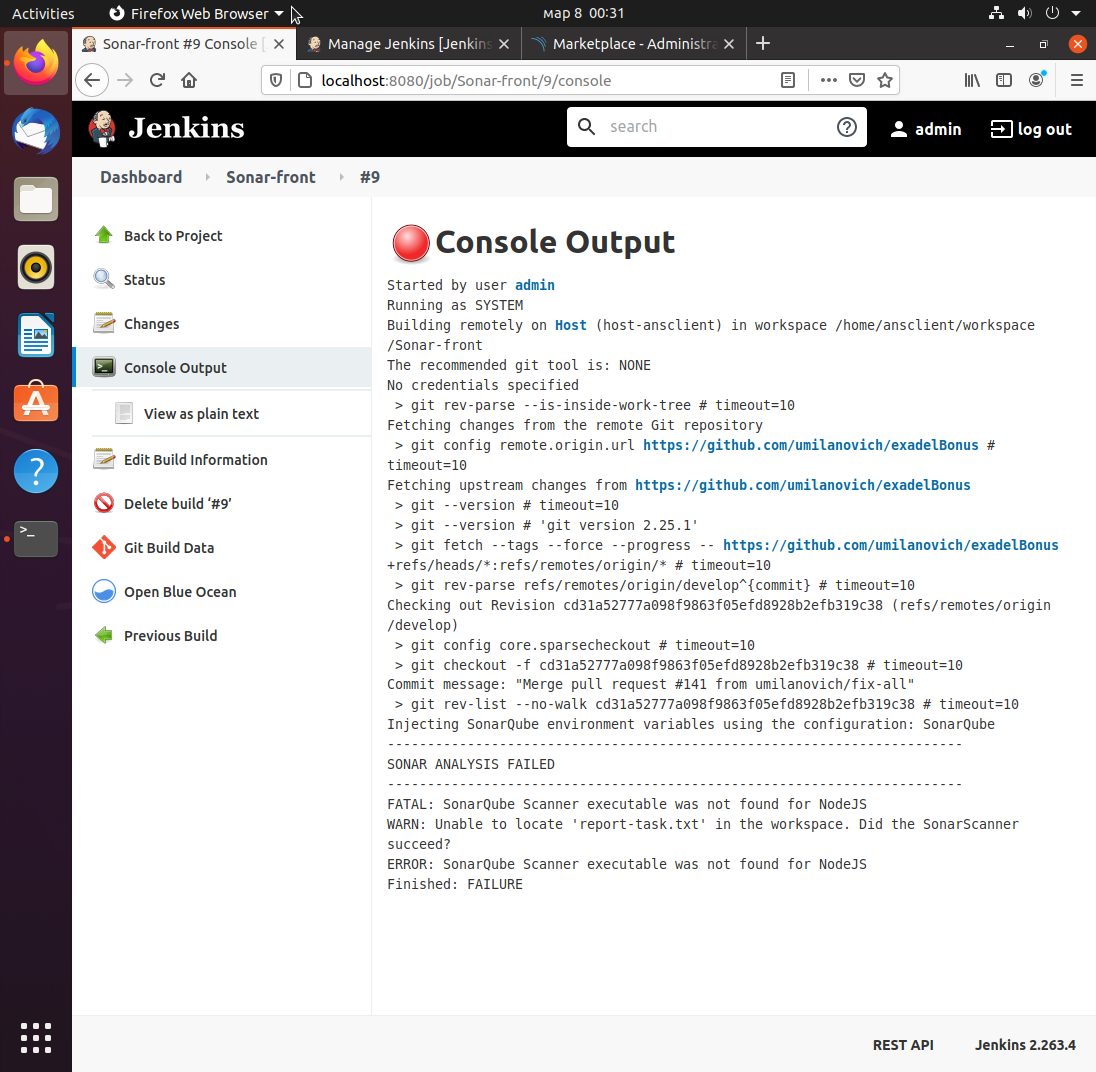 Activities
Firefox Web Browser
мар 8 00:31
Sonar-front #9 Console [
Manage Jenkins [Jenkins
Marketplace - Administra
localhost:8080/job/Sonar-front/9/console
Jenkins
search
admin
log out
Dashboard
Sonar-front
#9
Back to Project
Status
Changes
Console Output
View as plain text
Edit Build Information
Delete build ‘#9’
Git Build Data
Open Blue Ocean
Previous Build
Console Output
Started by user admin
Running as SYSTEM
Building remotely on Host (host-ansclient) in workspace /home/ansclient/workspace
/Sonar-front
The recommended git tool is: NONE
No credentials specified
> git rev-parse --is-inside-work-tree # timeout=10
Fetching changes from the remote Git repository
> git config remote.origin.url https://github.com/umilanovich/exadelBonus #
timeout=10
Fetching upstream changes from https://github.com/umilanovich/exadelBonus
> git --version # timeout=10
> git --version # 'git version 2.25.1'
> git fetch --tags --force --progress -- https://github.com/umilanovich/exadelBonus
+refs/heads/*:refs/remotes/origin/* # timeout=10
> git rev-parse refs/remotes/origin/develop^{commit} # timeout=10
Checking out Revision cd31a52777a098f9863f05efd8928b2efb319c38 (refs/remotes/origin
/develop)
> git config core.sparsecheckout # timeout=10
> git checkout -f cd31a52777a098f9863f05efd8928b2efb319c38 # timeout=10
Commit message: "Merge pull request #141 from umilanovich/fix-all"
> git rev-list --no-walk cd31a52777a098f9863f05efd8928b2efb319c38 # timeout=10
Injecting SonarQube environment variables using the configuration: SonarQube
------------------------------------------------------------------------
SONAR ANALYSIS FAILED
------------------------------------------------------------------------
FATAL: SonarQube Scanner executable was not found for NodeJS
WARN: Unable to locate 'report-task.txt' in the workspace. Did the SonarScanner
succeed?
ERROR: SonarQube Scanner executable was not found for NodeJS
Finished: FAILURE
REST API
Jenkins 2.263.4